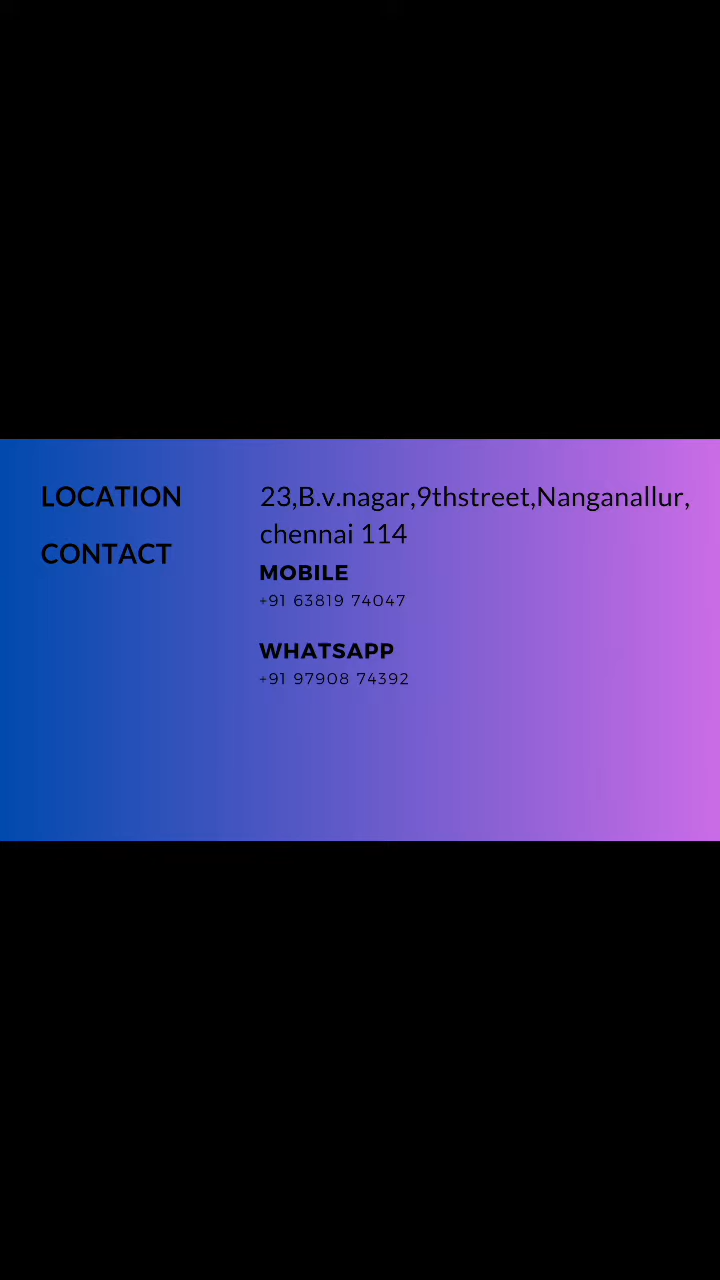 LOCATION
23,B.v.nagar,9thstreet,Nanganallur,
chennai 114
CONTACT
MOBILE
+91 63819 74047
WHATSAPP
+91 97908 74392